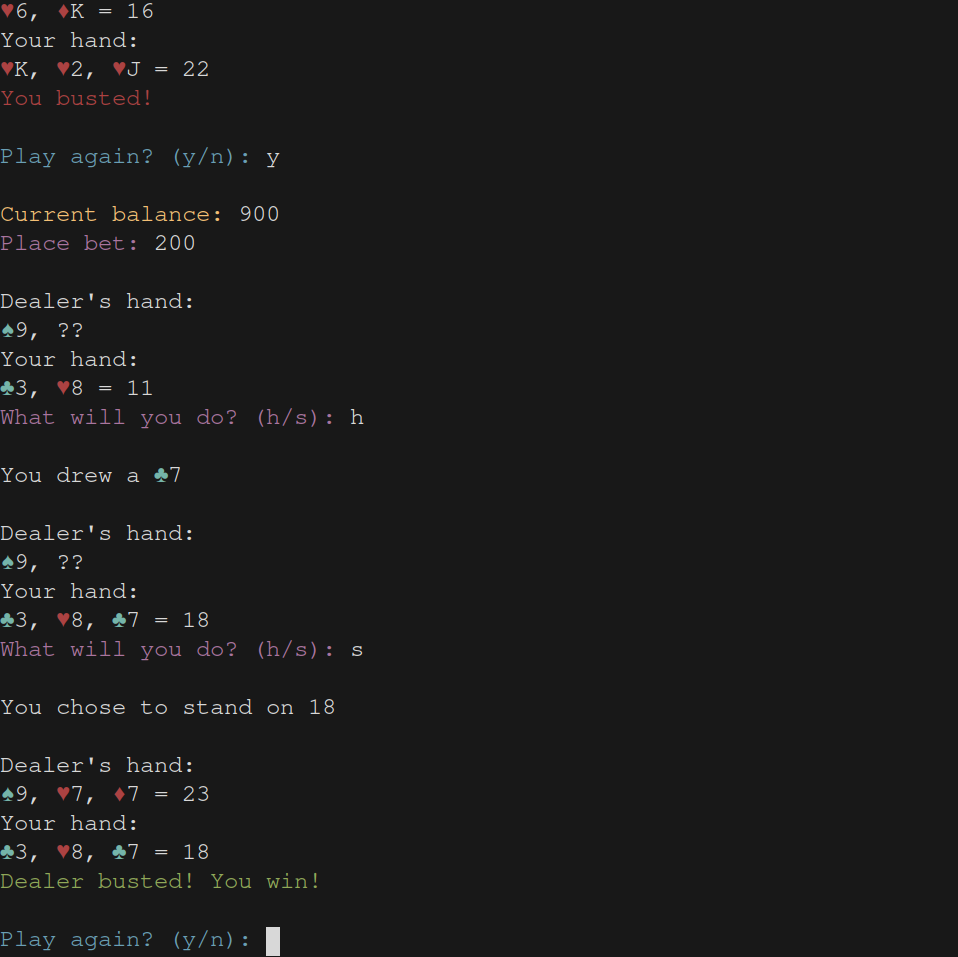 ♥6, ♦K = 16
Your hand:
♥K, ♥2, ♥J = 22
You busted!
Play again? (y/n): y
Current balance: 900
Place bet: 200
Dealer's hand:
♠9, ??
Your hand:
♣3, ♥8 = 11
What will you do? (h/s): h
You drew a ♣7
Dealer's hand:
♠9, ??
Your hand:
♣3, ♥8, ♣7 = 18
What will you do? (h/s): s
You chose to stand on 18
Dealer's hand:
♠9, ♥7, ♦7 = 23
Your hand:
♣3, ♥8, ♣7 = 18
Dealer busted! You win!
Play again? (y/n):